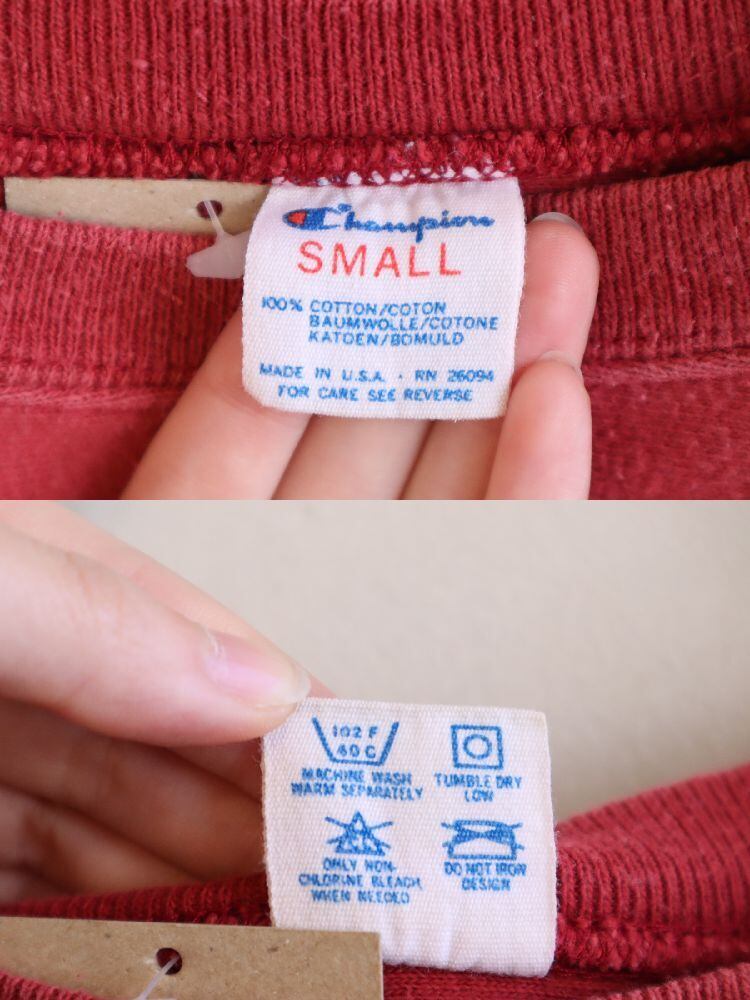 Champion
SMALL
100% COTTON/COTON
BAUMWOLLE/COTONE
KATOEN/BOMULD
MADE IN U.S.A. · RN 26094
FOR CARE SEE REVERSE
102 F
40 C
MACHINE WASH
WARM SEPARATELY
TUMBLE DRY
LOW
ONLY NON-
CHLORINE BLEACH
WHEN NEEDED
DO NOT IRON
DESIGN